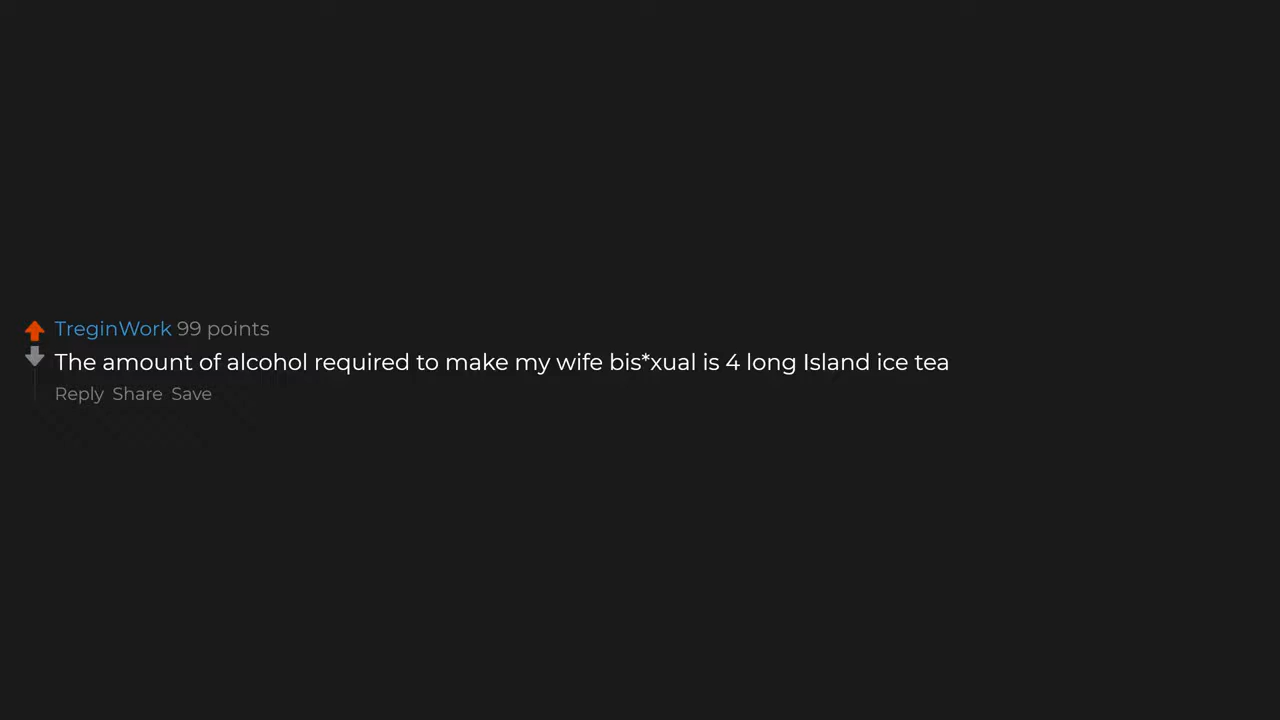 TreginWork 99 points
The amount of alcohol required to make my wife bis*xual is 4 long Island ice tea
Reply Share Save